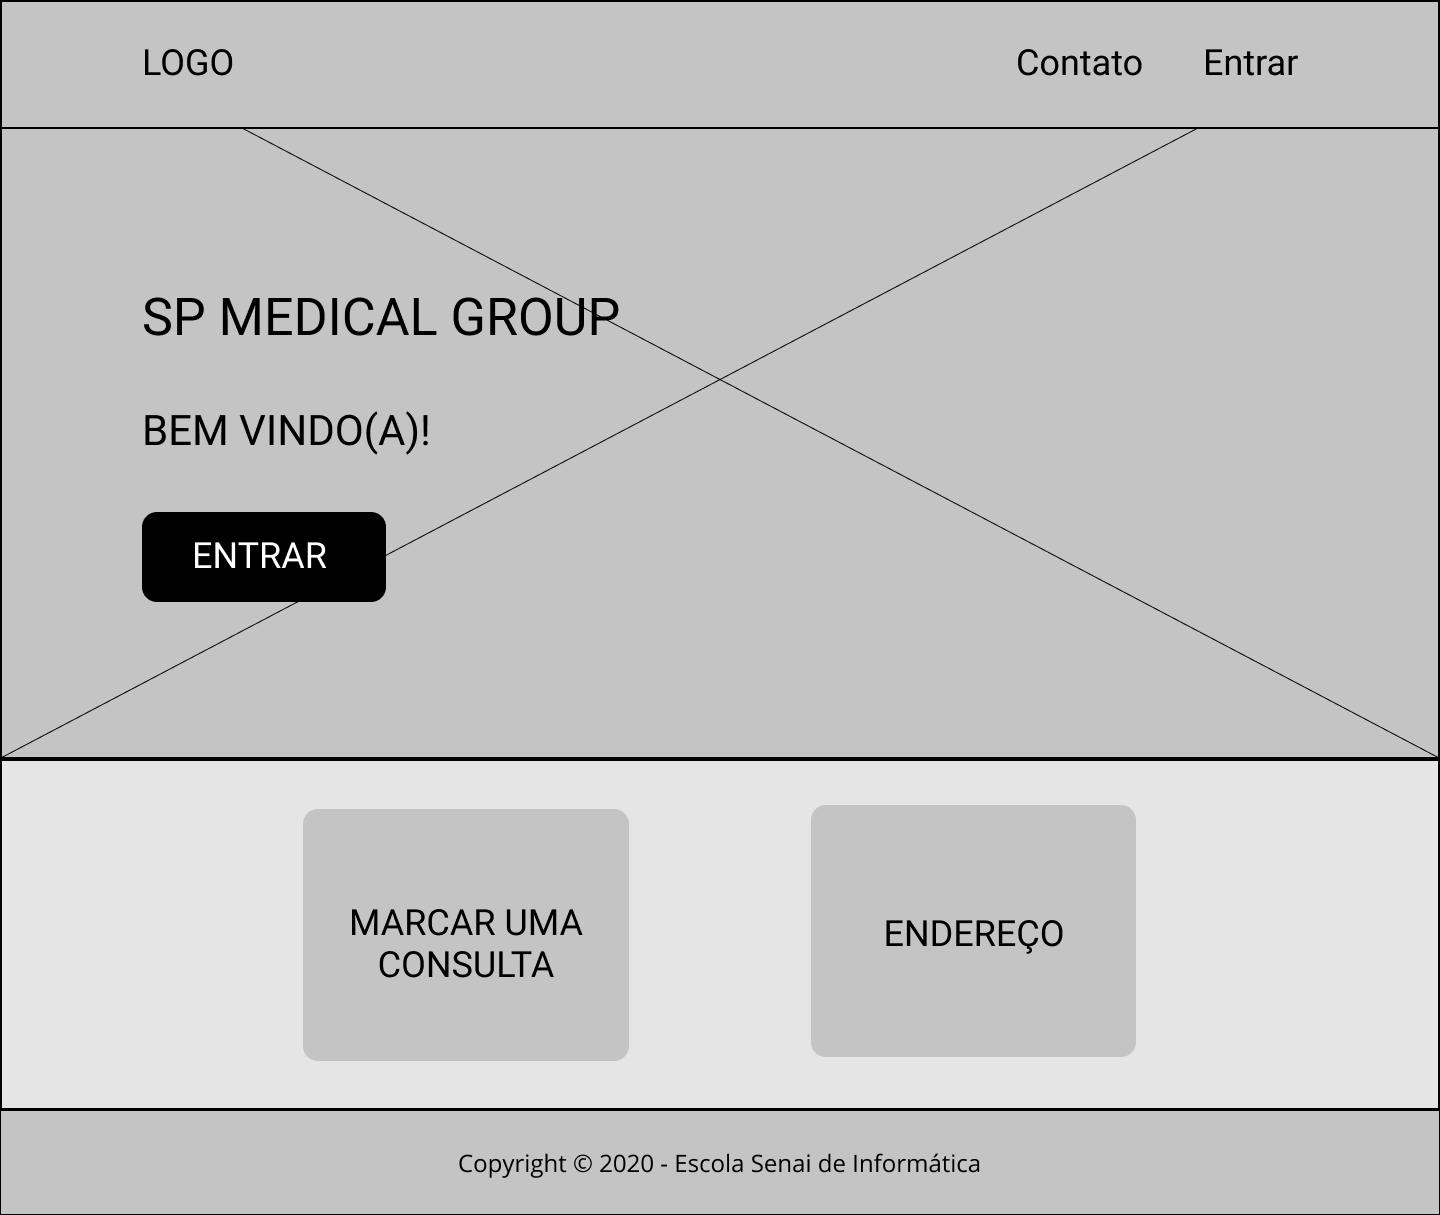 LOGO
Contato
Entrar
SP MEDICAL GROUP
BEM VINDO(A)!
ENTRAR
MARCAR UMA
CONSULTA
ENDEREÇO
Copyright © 2020 - Escola Senai de Informática